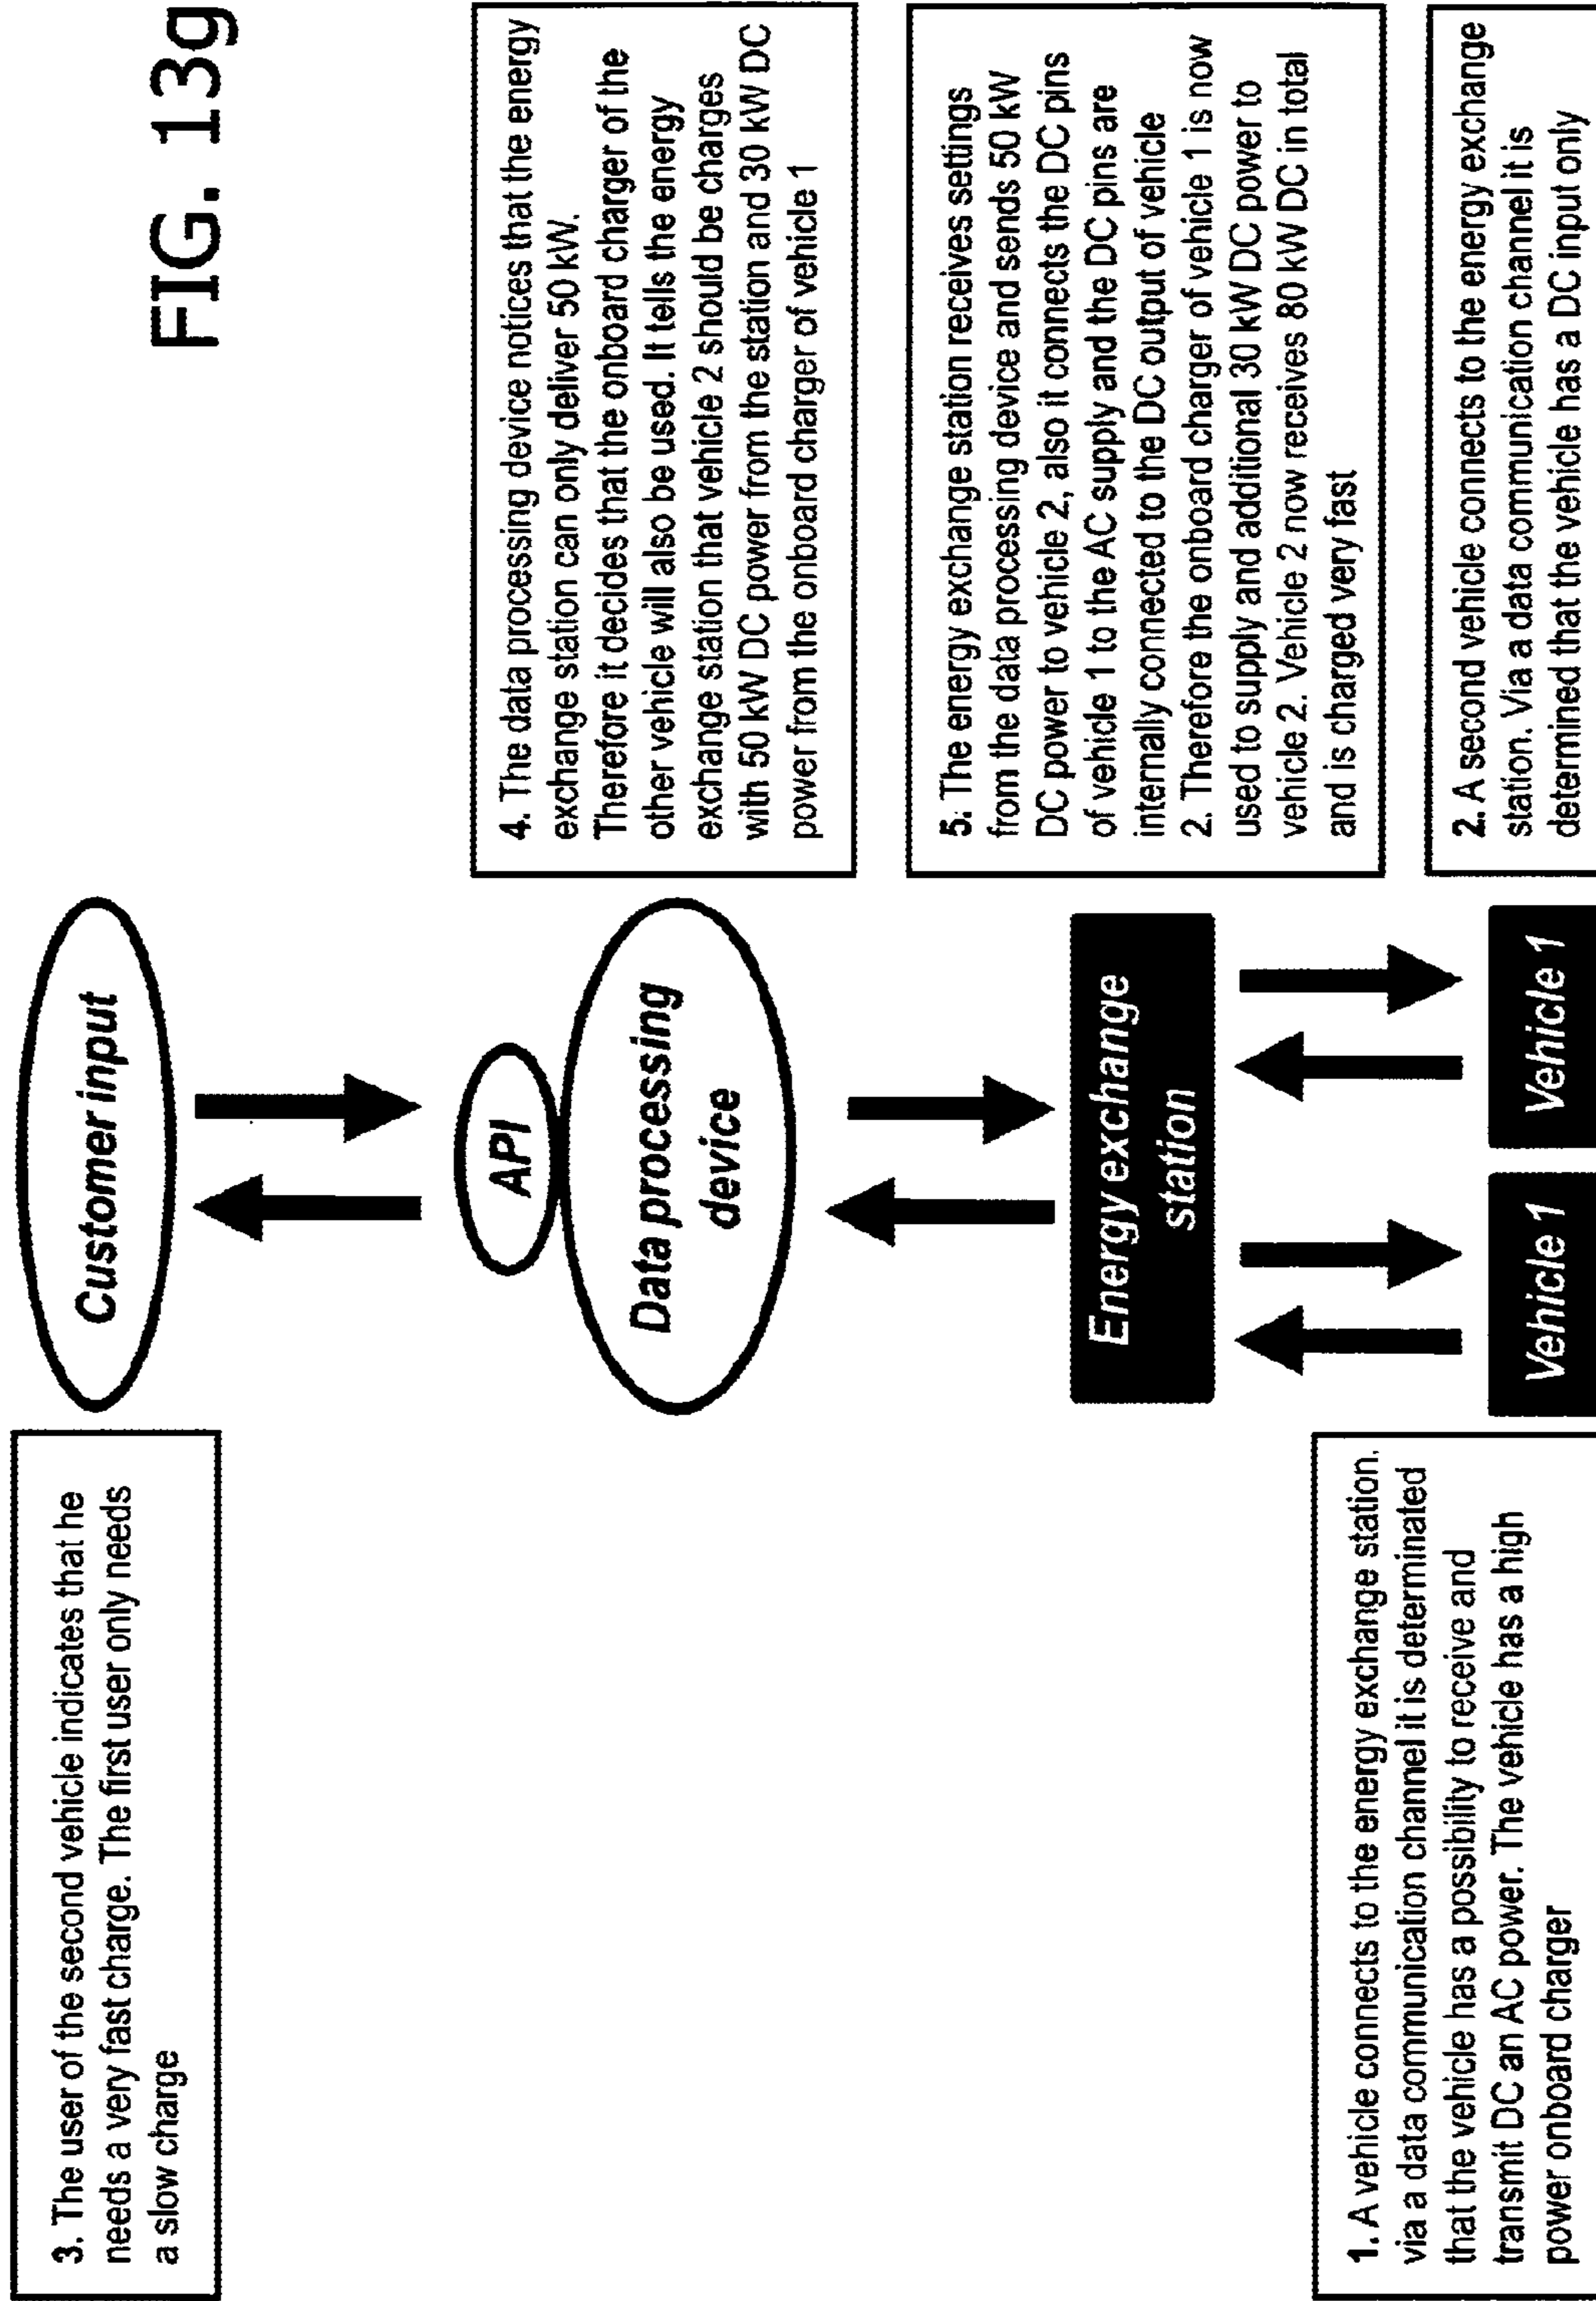 FIG. 13g
3. The user of the second vehicle indicates that he
needs a very fast charge. The first user only needs
a slow charge
Customer input
API
Data processing
device
4. The data processing device notices that the energy
exchange station can only deliver 50 kW.
Therefore it decides that the onboard charger of the
other vehicle will also be used. It tells the energy
exchange station that vehicle 2 should be charges
with 50 kW DC power from the station and 30 kW DC
power from the onboard charger of vehicle 1
Energy exchange
station
5. The energy exchange station receives settings
from the data processing device and sends 50 kW
DC power to vehicle 2, also it connects the DC pins
of vehicle 1 to the AC supply and the DC pins are
internally connected to the DC output of vehicle
2. Therefore the onboard charger of vehicle 1 is now
used to supply and additional 30 kW DC power to
vehicle 2. Vehicle 2 now receives 80 kW DC in total
and is charged very fast
1. A vehicle connects to the energy exchange station.
via a data communication channel it is determinated
that the vehicle has a possibility to receive and
transmit DC an AC power. The vehicle has a high
power onboard charger
Vehicle 1
Vehicle 1
2. A second vehicle connects to the energy exchange
station. Via a data communication channel it is
determined that the vehicle has a DC input only